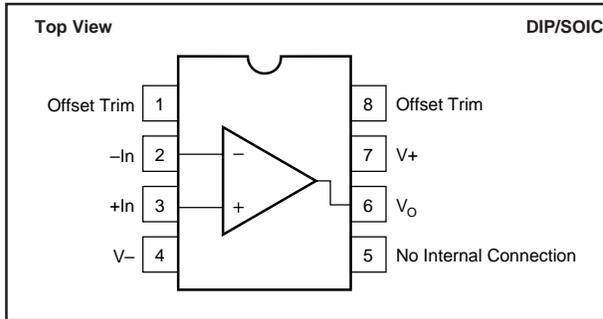 Top View DIP/SOIC
Offset Trim 1 8 Offset Trim
–In 2 – 7 V+
+In 3 + 6 VO
V– 4 5 No Internal Connection